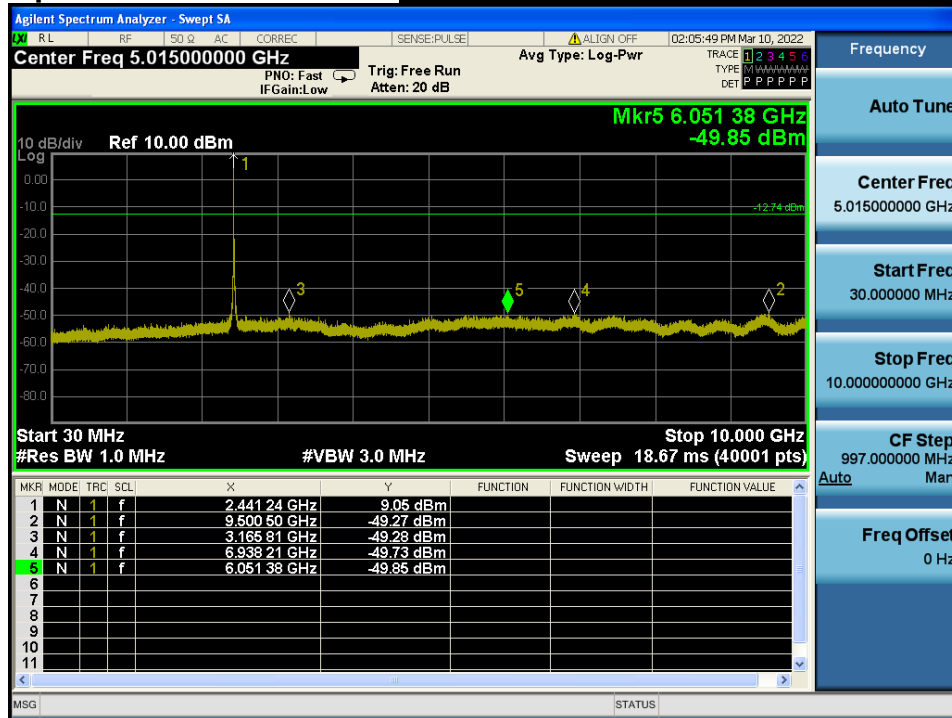 Agilent Spectrum Analyzer - Swept SA
LXI RL RF 50 Ω AC CORREC SENSE:PULSE ALIGN OFF 02:05:49 PM Mar 10, 2022
Center Freq 5.015000000 GHz Avg Type: Log-Pwr TRACE 1 2 3 4 5 6
PNO: Fast Trig: Free Run TYPE M WWWWW
IFGain:Low Atten: 20 dB DET P P P P P P
Mkr5 6.051 38 GHz
-49.85 dBm
10 dB/div Ref 10.00 dBm
Log
1
0.00
-10.0
-12.74 dBm
-20.0
-30.0
-40.0
3 5 4 2
-50.0
-60.0
-70.0
-80.0
Start 30 MHz Stop 10.000 GHz
#Res BW 1.0 MHz #VBW 3.0 MHz Sweep 18.67 ms (40001 pts)
MKR MODE TRC SCL X Y FUNCTION FUNCTION WIDTH FUNCTION VALUE
1 N 1 f 2.441 24 GHz 9.05 dBm
2 N 1 f 9.500 50 GHz -49.27 dBm
3 N 1 f 3.165 81 GHz -49.28 dBm
4 N 1 f 6.938 21 GHz -49.73 dBm
5 N 1 f 6.051 38 GHz -49.85 dBm
6
7
8
9
10
11
MSG STATUS
Frequency
Auto Tune
Center Freq
5.015000000 GHz
Start Freq
30.000000 MHz
Stop Freq
10.000000000 GHz
CF Step
997.000000 MHz
Auto Man
Freq Offset
0 Hz